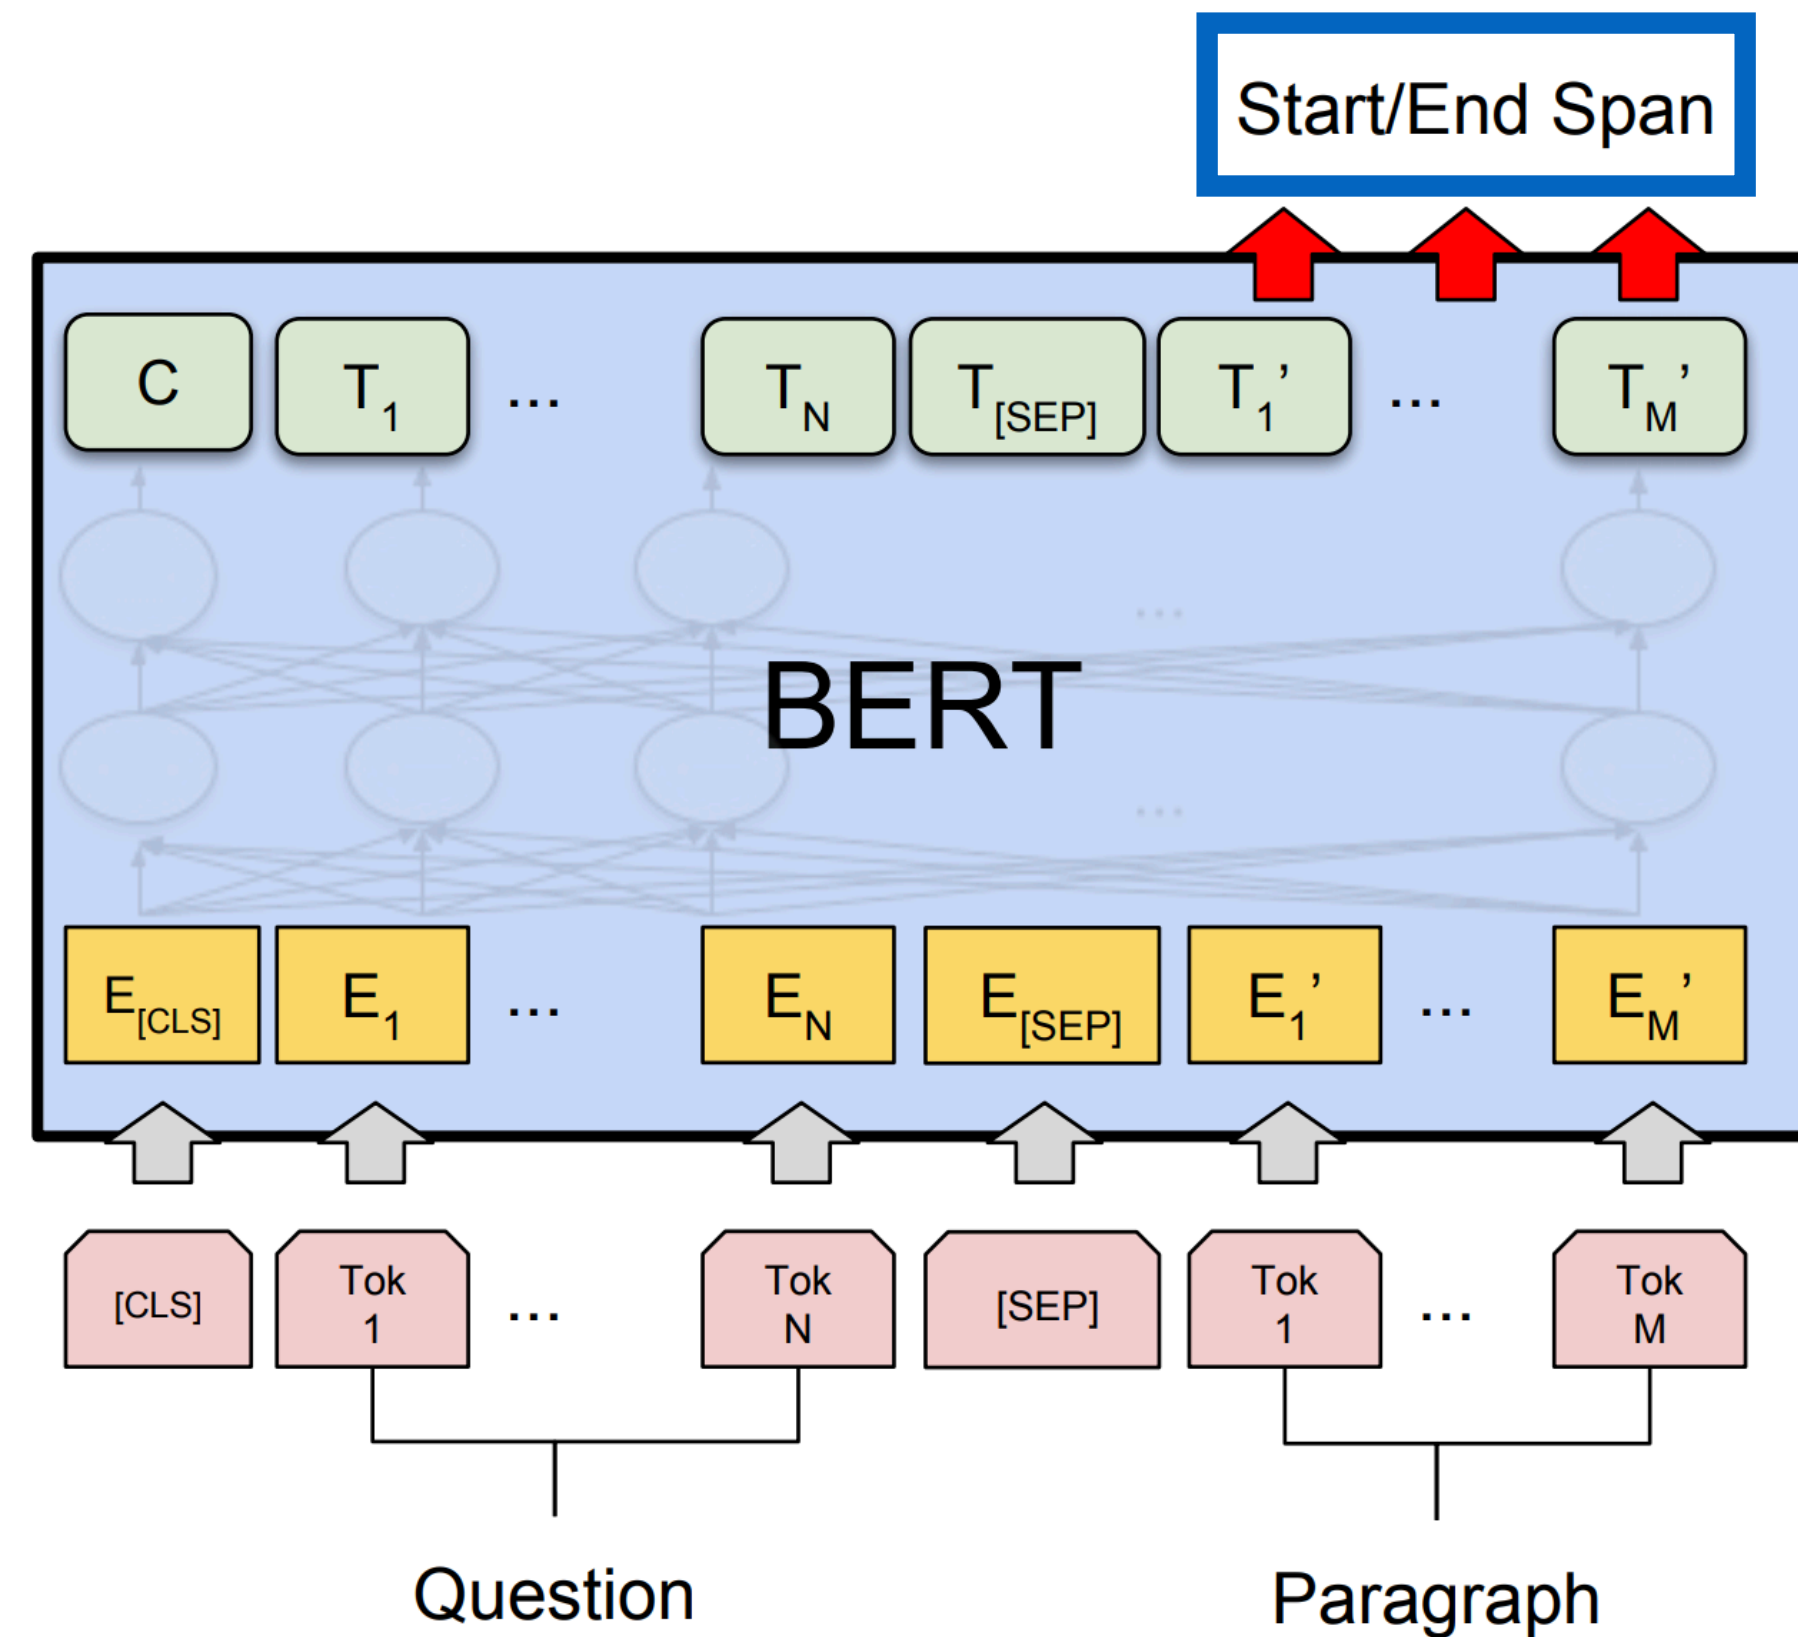 Start/End Span
C T1 ... TN T[SEP] T1’ ... TM’
...
BERT
...
E[CLS] E1 ... EN E[SEP] E1’ ... EM’
[CLS] Tok 1 ... Tok N [SEP] Tok 1 ... Tok M
Question Paragraph